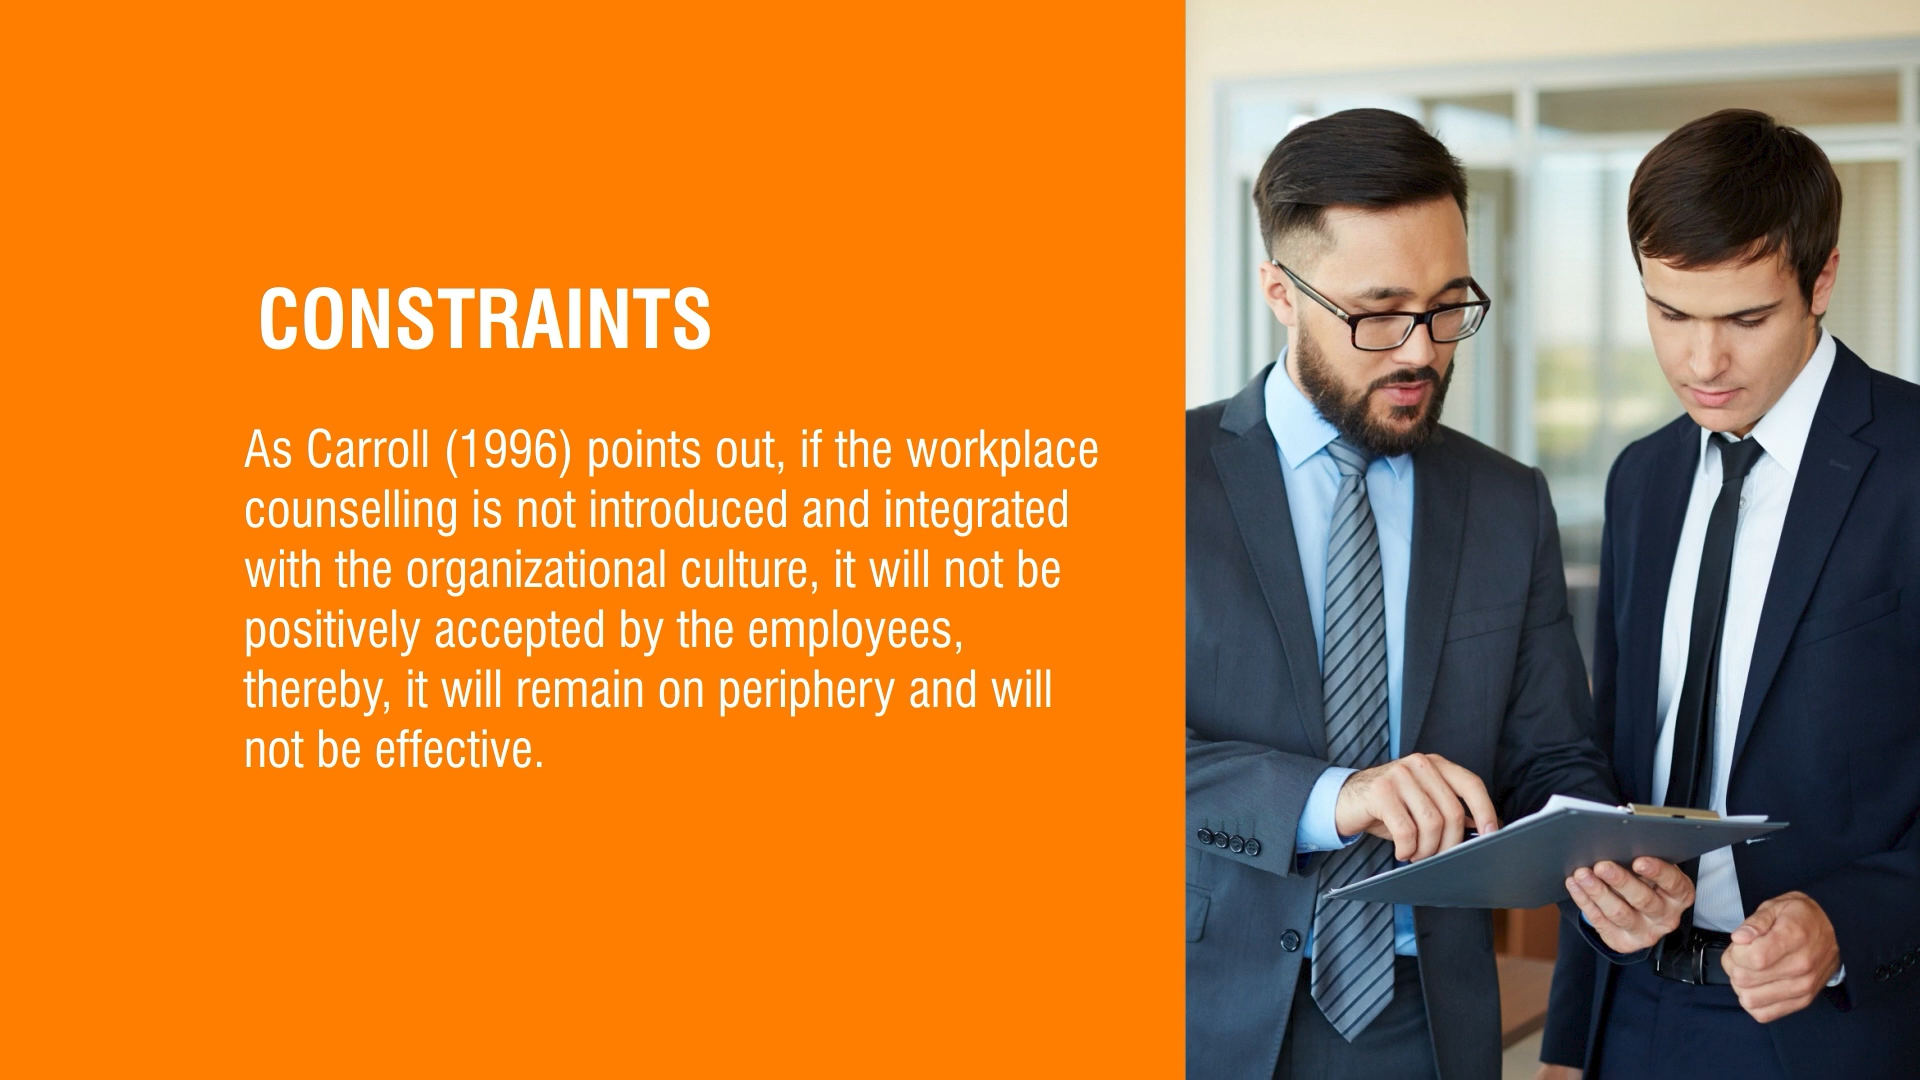 CONSTRAINTS
As Carroll (1996) points out, if the workplace
counselling is not introduced and integrated
with the organizational culture, it will not be
positively accepted by the employees,
thereby, it will remain on periphery and will
not be effective.